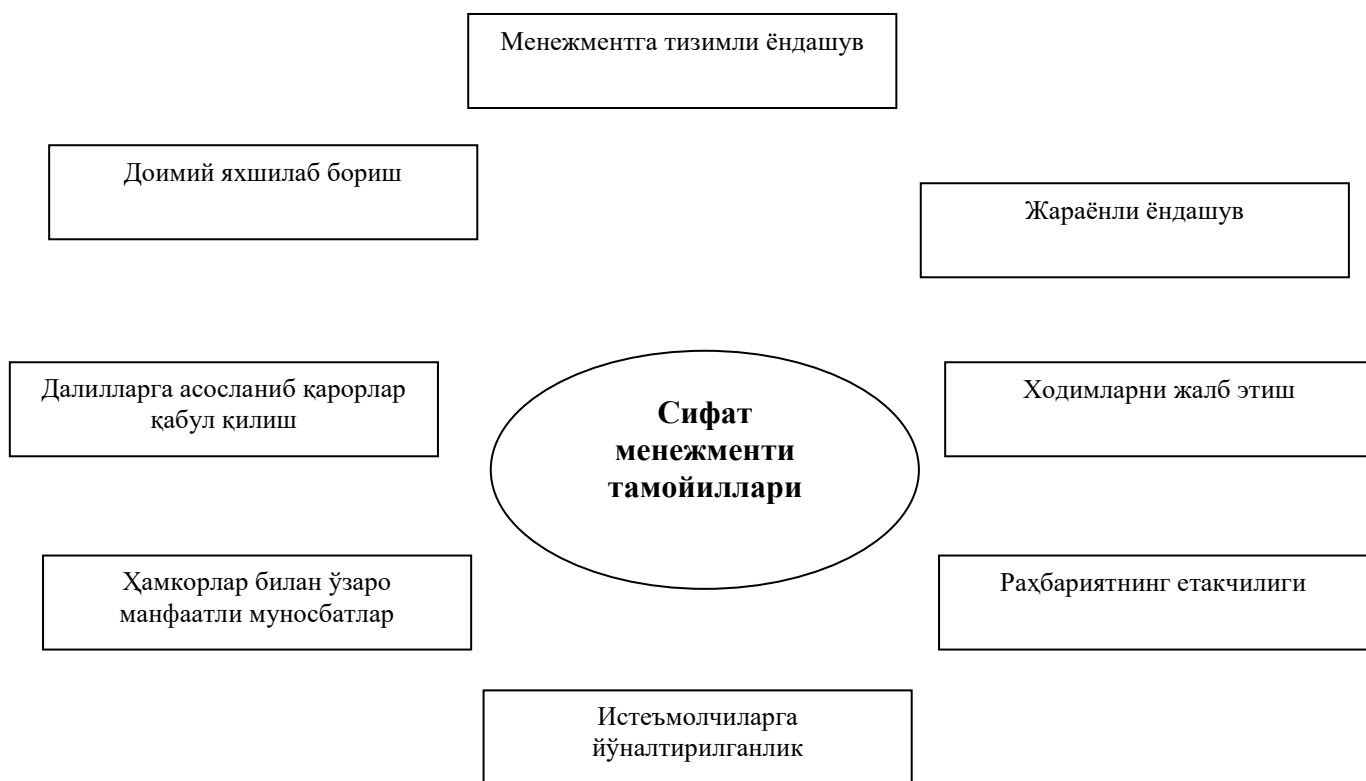 Менежментга тизимли ёндашув
Доимий яхшилаб бориш
Жараёнли ёндашув
Далилларга асосланиб қарорлар
қабул қилиш
Сифат
менежменти
тамойиллари
Ходимларни жалб этиш
Ҳамкорлар билан ўзаро
манфаатли муносбатлар
Раҳбариятнинг етакчилиги
Истеъмолчиларга
йўналтирилганлик